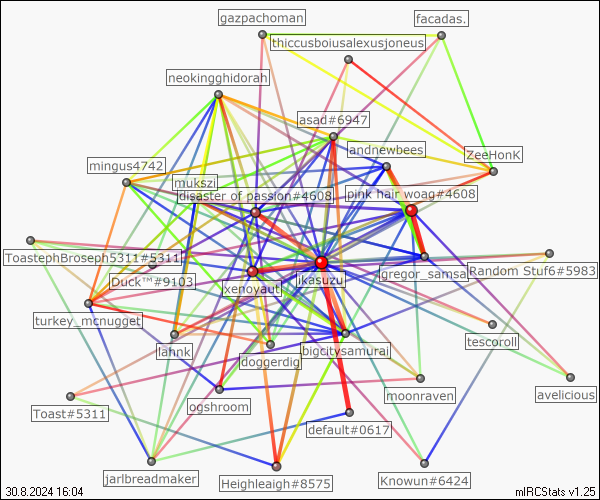 gazpachoman
facadas.
thiccusboiusalexusjoneus
neokingghidorah
asad#6947
andnewbees
ZeeHonK
mingus4742
mukszi
disaster of passion#4608
pink hair woag#4608
ToastephBroseph5311#5311
Duck™#9103
xenoyaut
ikasuzu
gregor_samsa
Random Stuf6#5983
turkey_mcnugget
lahnk
doggerdig
bigcitysamurai
tescoroll
Toast#5311
ogshroom
moonraven
avelicious
default#0617
jarlbreadmaker
Heighleaigh#8575
Knowun#6424
30.8.2024 16:04
mIRCStats v1.25